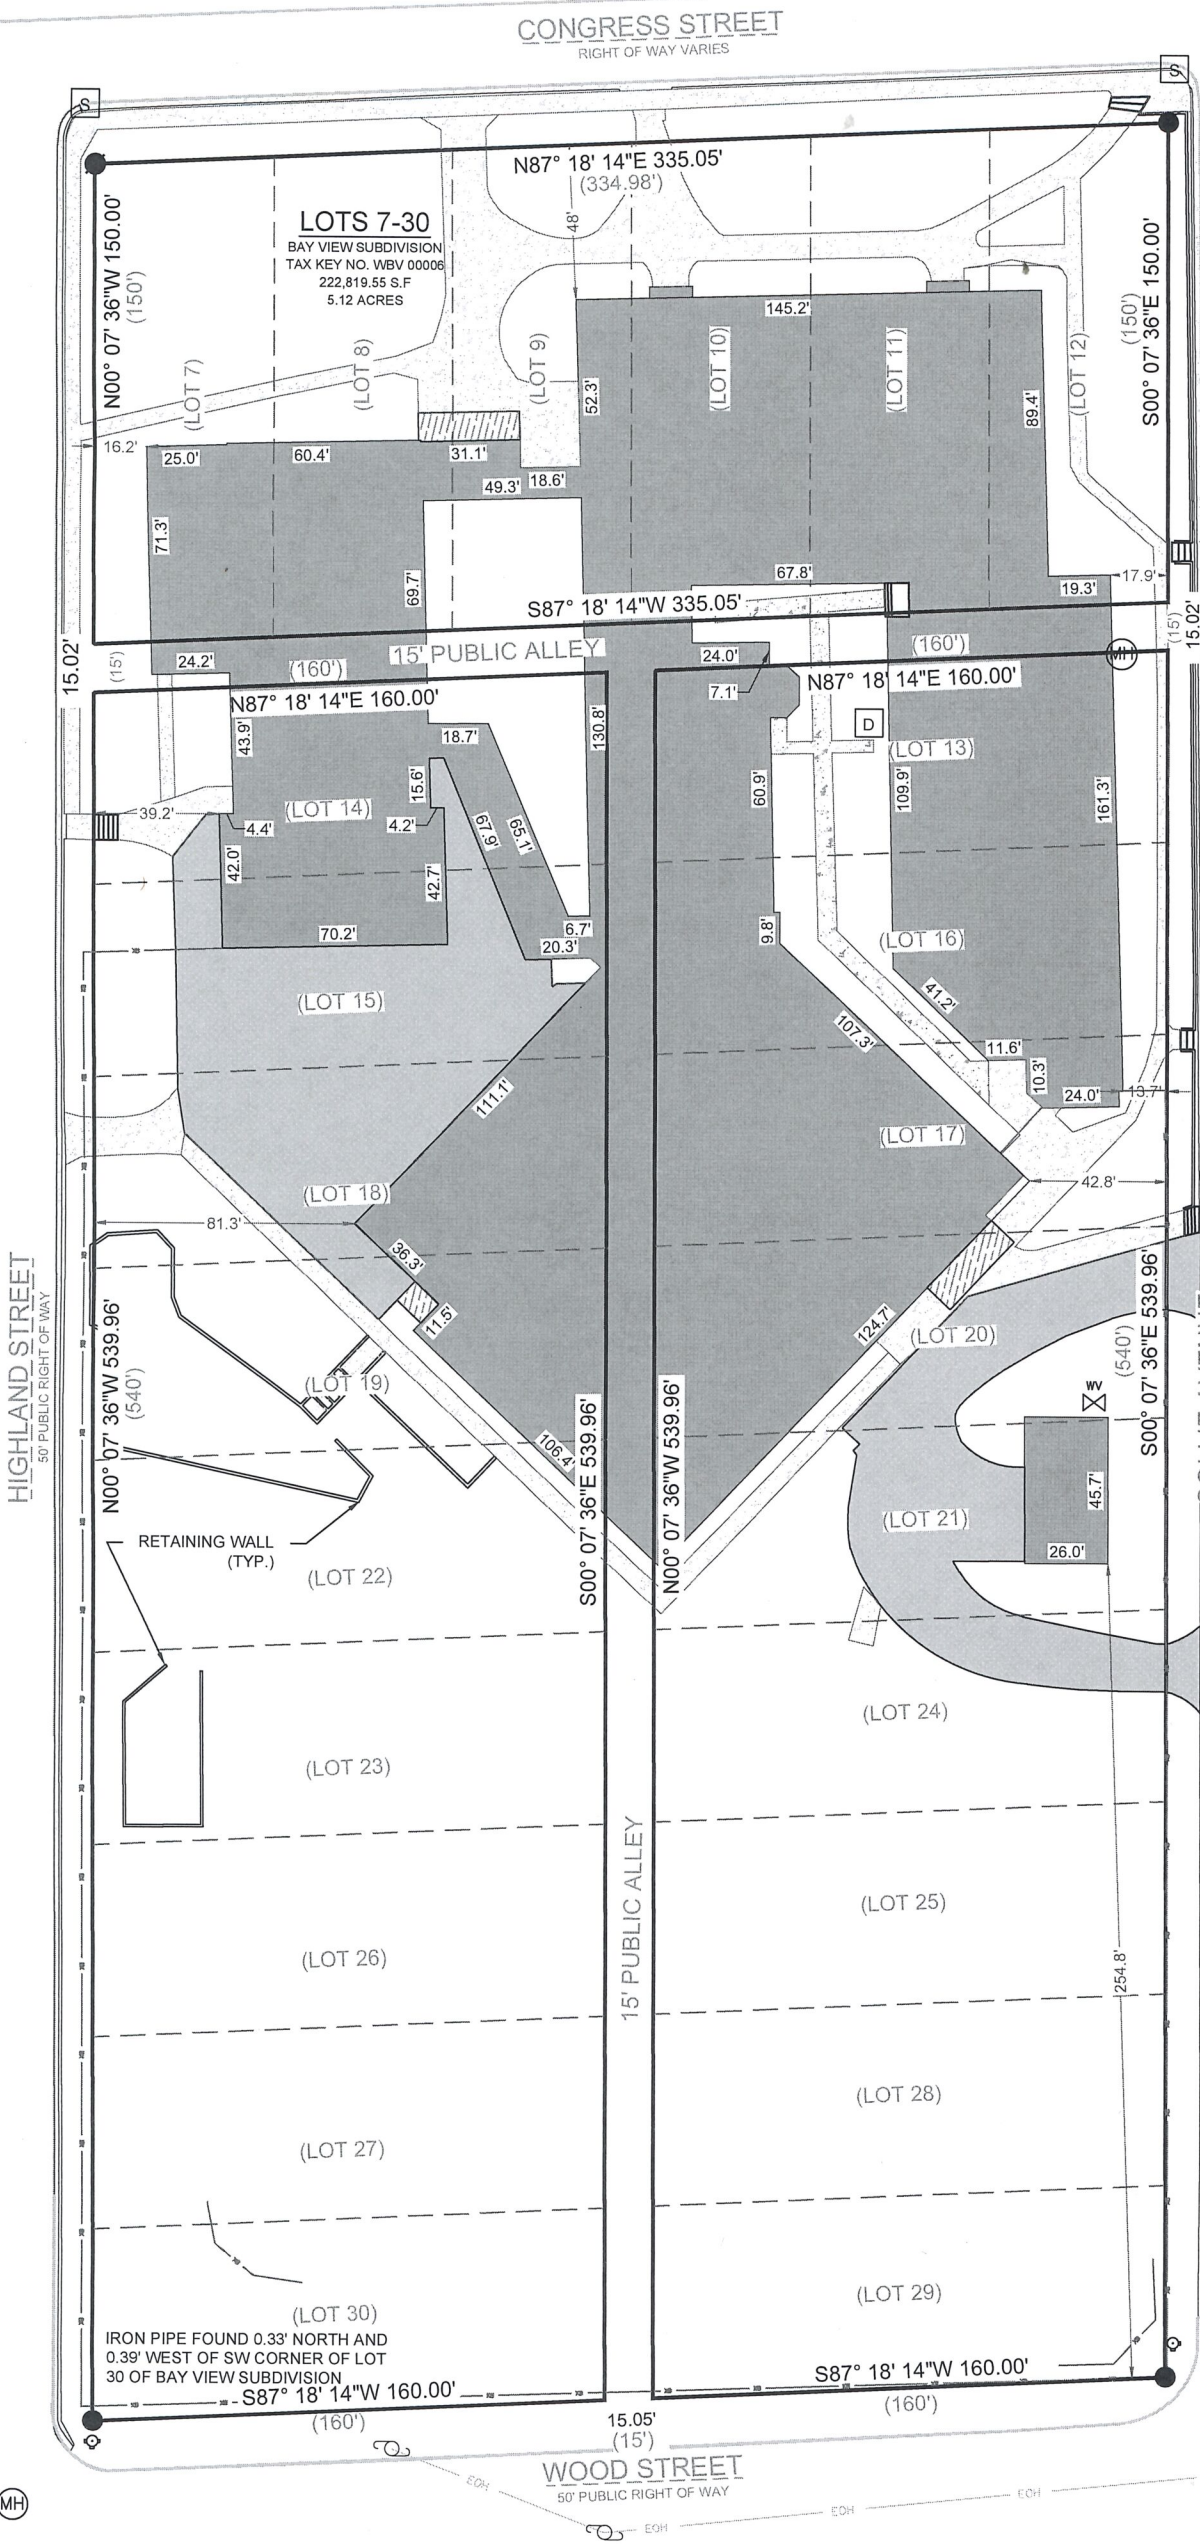 CONGRESS STREET
RIGHT OF WAY VARIES
S
S
N87° 18' 14"E 335.05'
(334.98')
LOTS 7-30
BAY VIEW SUBDIVISION
TAX KEY NO. WBV 00006
222,819.55 S.F
5.12 ACRES
48'
N00° 07' 36"W 150.00'
(150')
(150')
S00° 07' 36"E 150.00'
145.2'
(LOT 7)
(LOT 8)
(LOT 9)
(LOT 10)
(LOT 11)
(LOT 12)
52.3'
89.4'
16.2'
25.0'
60.4'
31.1'
18.6'
49.3'
71.3'
69.7'
67.8'
19.3'
17.9'
S87° 18' 14"W 335.05'
15.02'
(15')
15' PUBLIC ALLEY
(15')
15.02'
24.2'
(160')
24.0'
(160')
MH
N87° 18' 14"E 160.00'
7.1'
N87° 18' 14"E 160.00'
43.9'
18.7'
130.8'
D
(LOT 13)
15.6'
60.9'
109.9'
161.3'
39.2'
4.4'
(LOT 14)
4.2'
67.9'
65.1'
42.0'
42.7'
70.2'
6.7'
20.3'
9.8'
(LOT 16)
(LOT 15)
41.2'
107.3'
11.6'
10.3'
24.0'
13.7'
111.1'
(LOT 17)
42.8'
(LOT 18)
81.3'
36.3'
11.5'
124.7'
(LOT 20)
HIGHLAND STREET
50' PUBLIC RIGHT OF WAY
N00° 07' 36"W 539.96'
(540')
(LOT 19)
106.4'
S00° 07' 36"E 539.96'
N00° 07' 36"W 539.96'
WV
(540')
S00° 07' 36"E 539.96'
45.7'
26.0'
(LOT 21)
RETAINING WALL
(TYP.)
(LOT 22)
(LOT 24)
(LOT 23)
15' PUBLIC ALLEY
(LOT 25)
(LOT 26)
254.8'
(LOT 28)
(LOT 27)
(LOT 29)
(LOT 30)
IRON PIPE FOUND 0.33' NORTH AND
0.39' WEST OF SW CORNER OF LOT
30 OF BAY VIEW SUBDIVISION
S87° 18' 14"W 160.00'
S87° 18' 14"W 160.00'
(160')
15.05'
(15')
(160')
WOOD STREET
50' PUBLIC RIGHT OF WAY
MH
EOH
EOH
EOH
EOH